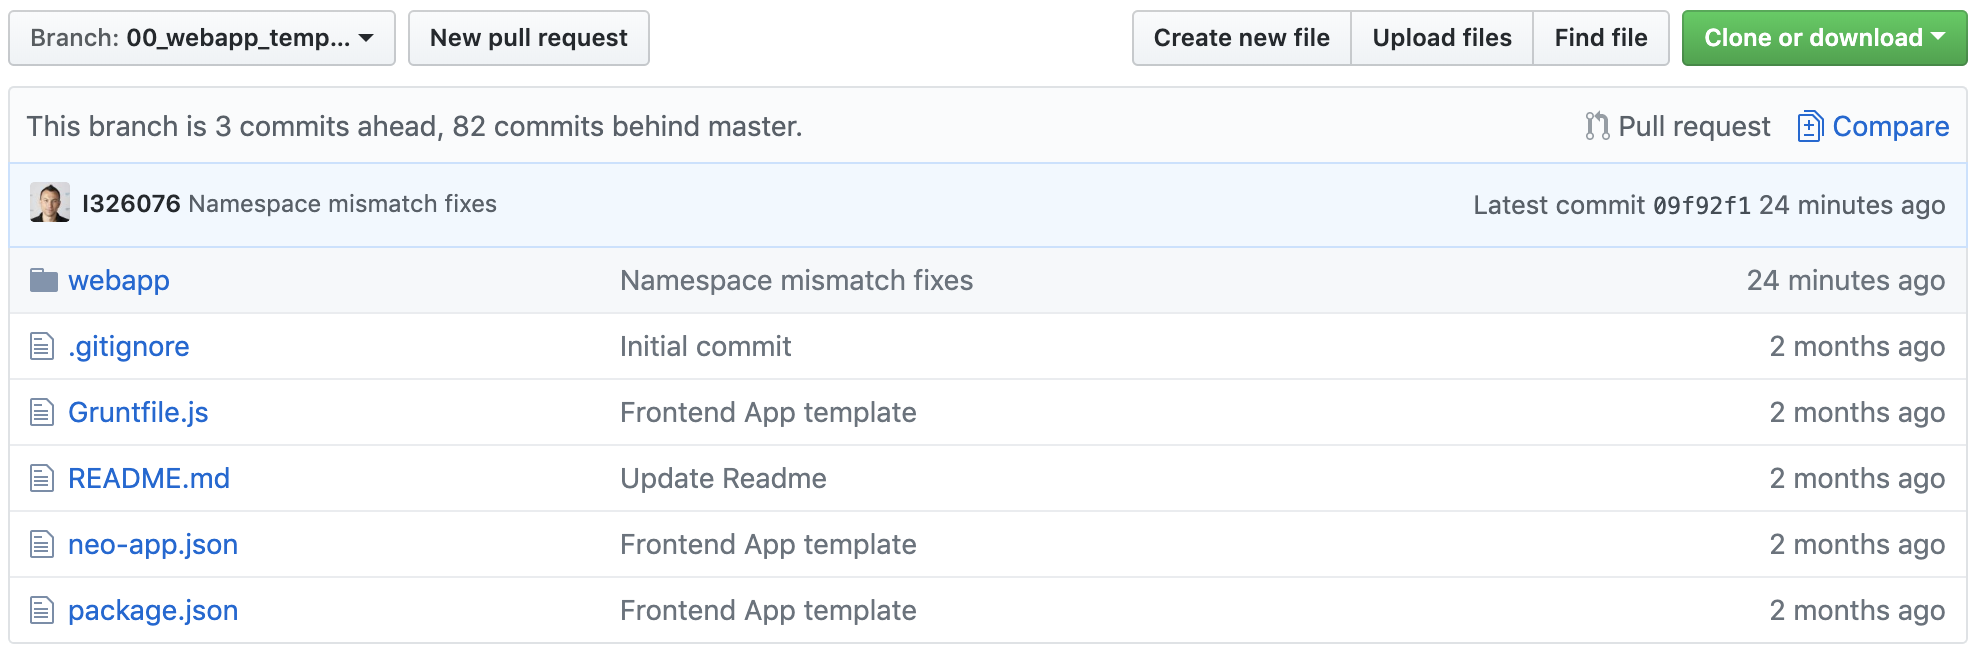 Branch: 00_webapp_temp... New pull request Create new file Upload files Find file Clone or download
This branch is 3 commits ahead, 82 commits behind master. Pull request Compare
I326076 Namespace mismatch fixes Latest commit 09f92f1 24 minutes ago
webapp Namespace mismatch fixes 24 minutes ago
.gitignore Initial commit 2 months ago
Gruntfile.js Frontend App template 2 months ago
README.md Update Readme 2 months ago
neo-app.json Frontend App template 2 months ago
package.json Frontend App template 2 months ago